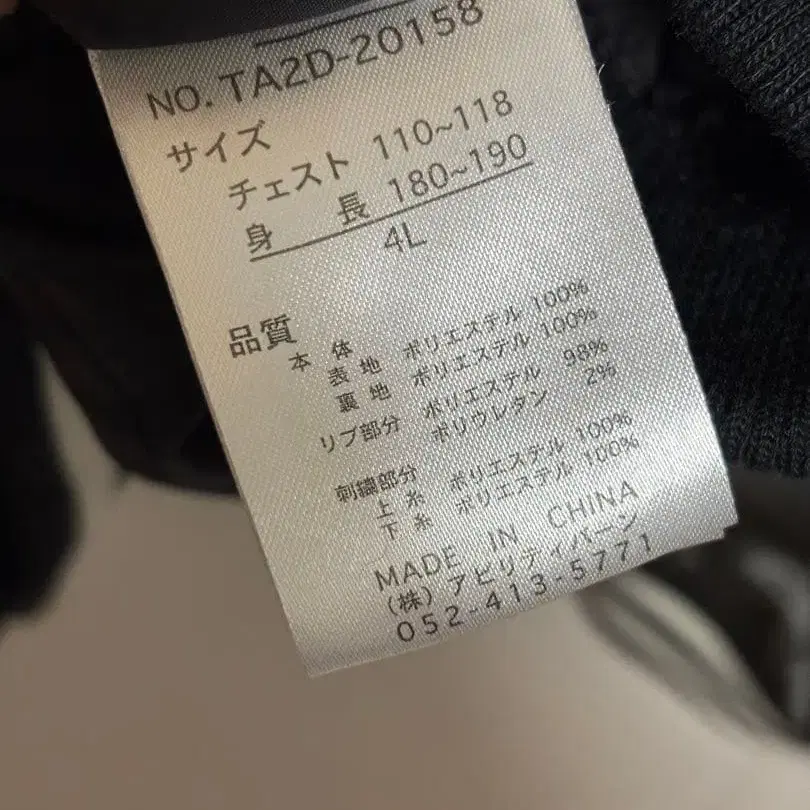 NO. TA2D-20158
サイズ
チェスト 110~118
身 長 180~190
4L
品質
本 体
表 地 ポリエステル 100%
裏 地 ポリエステル 100%
リブ部分 ポリエステル 98%
ポリウレタン 2%
刺繍部分
上 糸 ポリエステル 100%
下 糸 ポリエステル 100%
MADE IN CHINA
(株)アビリティバーン
052-413-5771